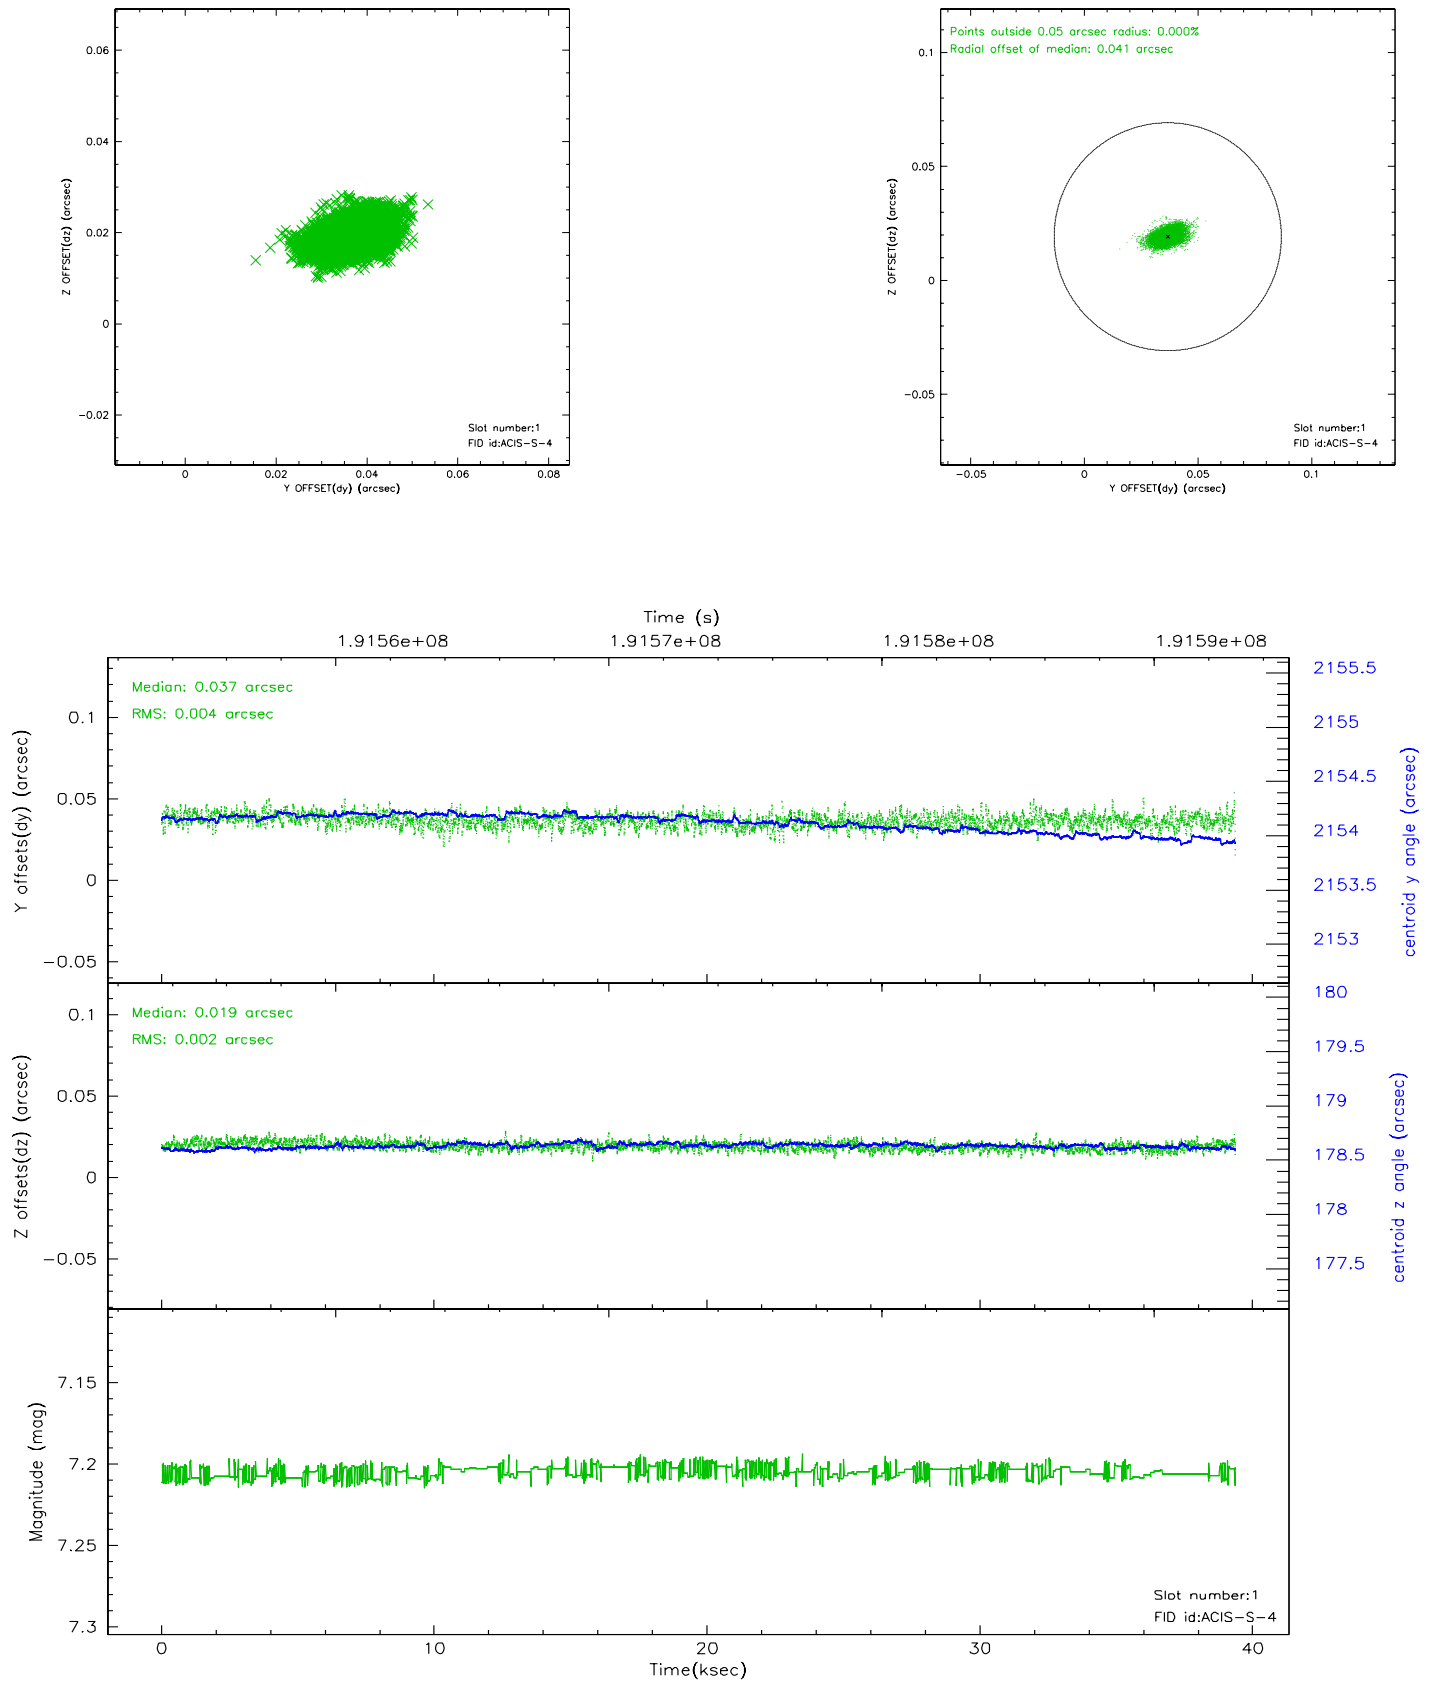 0.06
0.04
0.02
0
−0.02
Z OFFSET(dz) (arcsec)
Slot number:1
FID id:ACIS−S−4
0 0.02 0.04 0.06 0.08
Y OFFSET(dy) (arcsec)
Points outside 0.05 arcsec radius: 0.000%
Radial offset of median: 0.041 arcsec
0.1
0.05
0
−0.05
Z OFFSET(dz) (arcsec)
Slot number:1
FID id:ACIS−S−4
−0.05 0 0.05 0.1
Y OFFSET(dy) (arcsec)
Time (s)
1.9156e+08 1.9157e+08 1.9158e+08 1.9159e+08
Median: 0.037 arcsec
RMS: 0.004 arcsec
0.1
0.05
0
−0.05
Y offsets(dy) (arcsec)
2155.5
2155
2154.5
2154
2153.5
2153
centroid y angle (arcsec)
Median: 0.019 arcsec
RMS: 0.002 arcsec
0.1
0.05
0
−0.05
Z offsets(dz) (arcsec)
180
179.5
179
178.5
178
177.5
centroid z angle (arcsec)
7.15
7.2
7.25
7.3
Magnitude (mag)
Slot number:1
FID id:ACIS−S−4
0 10 20 30 40
Time(ksec)